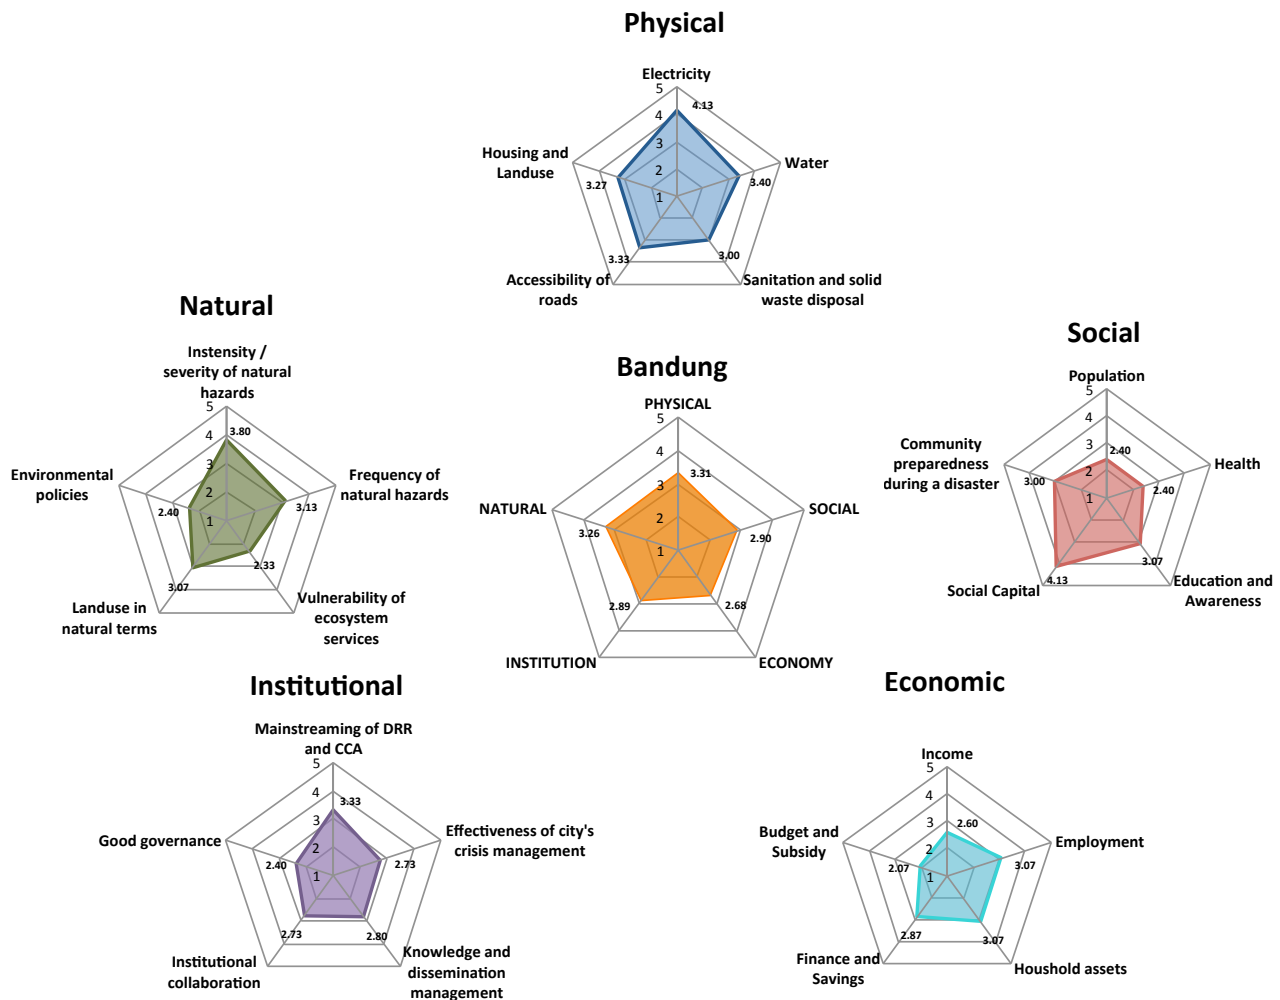 Physical
Electricity
5
4.13
4
Housing and
Landuse
Water
3
3.27
3.40
2
1
3.33
3.00
Accessibility of
roads
Sanitation and solid
waste disposal
Natural
Instensity /
severity of natural
hazards
5
4
3.80
3
Environmental
policies
Frequency of
natural hazards
2
2.40
3.13
1
2.33
3.07
Landuse in
natural terms
Vulnerability of
ecosystem
services
Bandung
PHYSICAL
5
4
3.31
3
NATURAL
SOCIAL
2
3.26
2.90
1
2.89
2.68
INSTITUTION
ECONOMY
Social
Population
5
4
3
2.40
Community
preparedness
during a disaster
Health
2
3.00
2.40
1
3.07
4.13
Social Capital
Education and
Awareness
Institutional
Mainstreaming of DRR
and CCA
5
4
3.33
3
Good governance
Effectiveness of city's
crisis management
2
2.40
2.73
1
2.73
2.80
Institutional
collaboration
Knowledge and
dissemination
management
Economic
Income
5
4
3
2.60
Budget and
Subsidy
Employment
2
2.07
3.07
1
2.87
3.07
Finance and
Savings
Houshold assets